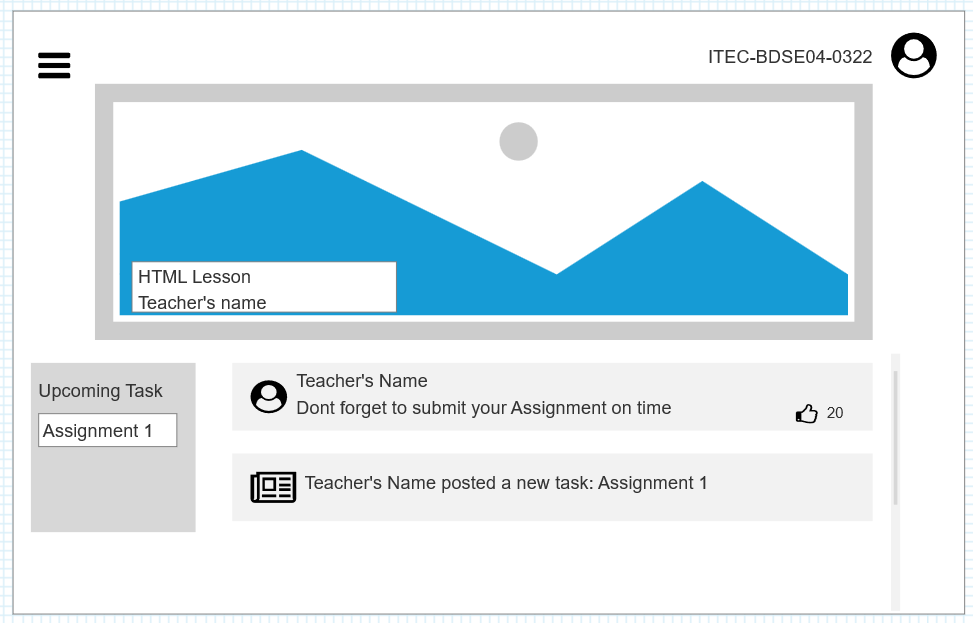 ITEC-BDSE04-0322
HTML Lesson
Teacher's name
Upcoming Task
Assignment 1
Teacher's Name
Dont forget to submit your Assignment on time
20
Teacher's Name posted a new task: Assignment 1